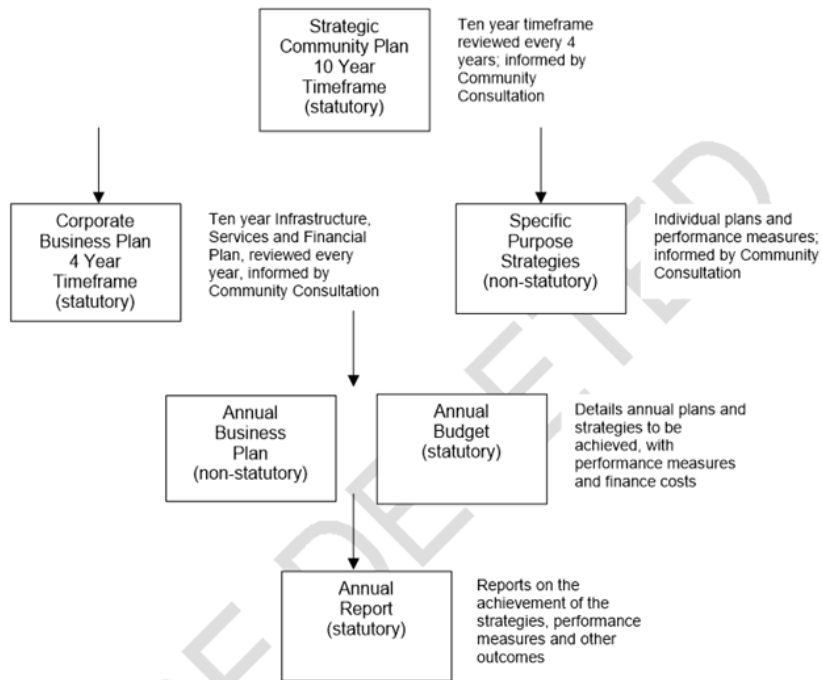 Strategic
Community Plan
10 Year
Timeframe
(statutory)
Ten year timeframe
reviewed every 4
years; informed by
Community
Consultation
Corporate
Business Plan
4 Year
Timeframe
(statutory)
Ten year Infrastructure,
Services and Financial
Plan, reviewed every
year, informed by
Community Consultation
Specific
Purpose
Strategies
(non-statutory)
Individual plans and
performance measures;
informed by Community
Consultation
Annual
Business
Plan
(non-statutory)
Annual
Budget
(statutory)
Details annual plans and
strategies to be
achieved, with
performance measures
and finance costs
Annual
Report
(statutory)
Reports on the
achievement of the
strategies, performance
measures and other
outcomes